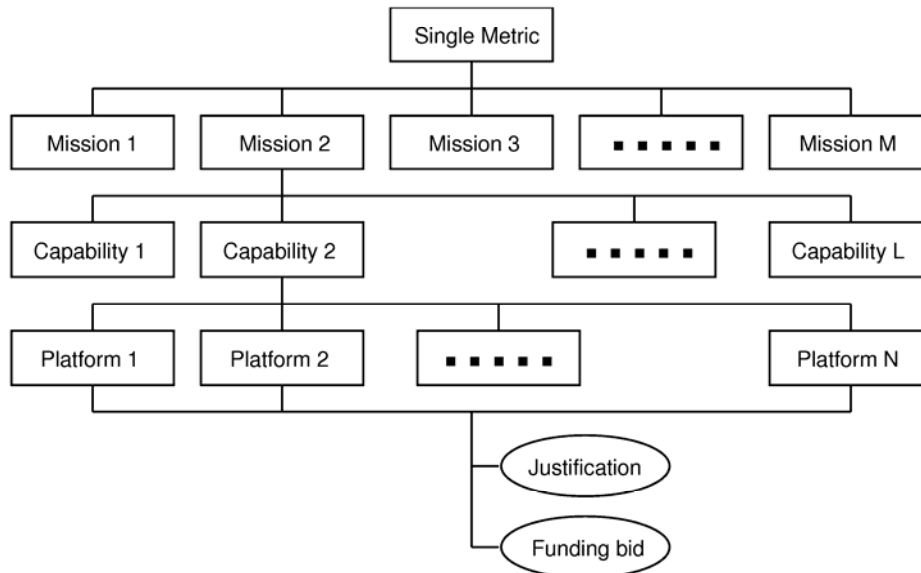 Single Metric
Mission 1
Mission 2
Mission 3
▪ ▪ ▪ ▪ ▪
Mission M
Capability 1
Capability 2
▪ ▪ ▪ ▪ ▪
Capability L
Platform 1
Platform 2
▪ ▪ ▪ ▪ ▪
Platform N
Justification
Funding bid